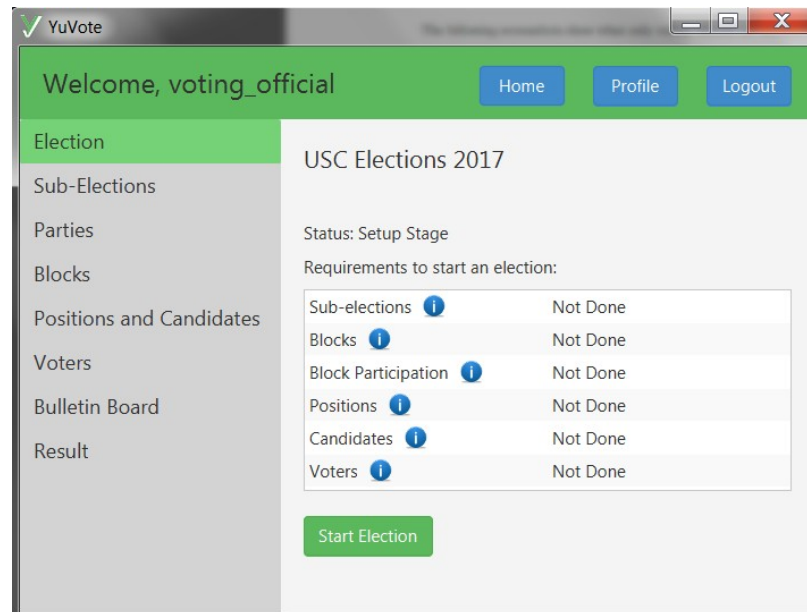 YuVote
Welcome, voting_official
Home
Profile
Logout
Election
Sub-Elections
Parties
Blocks
Positions and Candidates
Voters
Bulletin Board
Result
USC Elections 2017
Status: Setup Stage
Requirements to start an election:
Sub-elections Not Done
Blocks Not Done
Block Participation Not Done
Positions Not Done
Candidates Not Done
Voters Not Done
Start Election